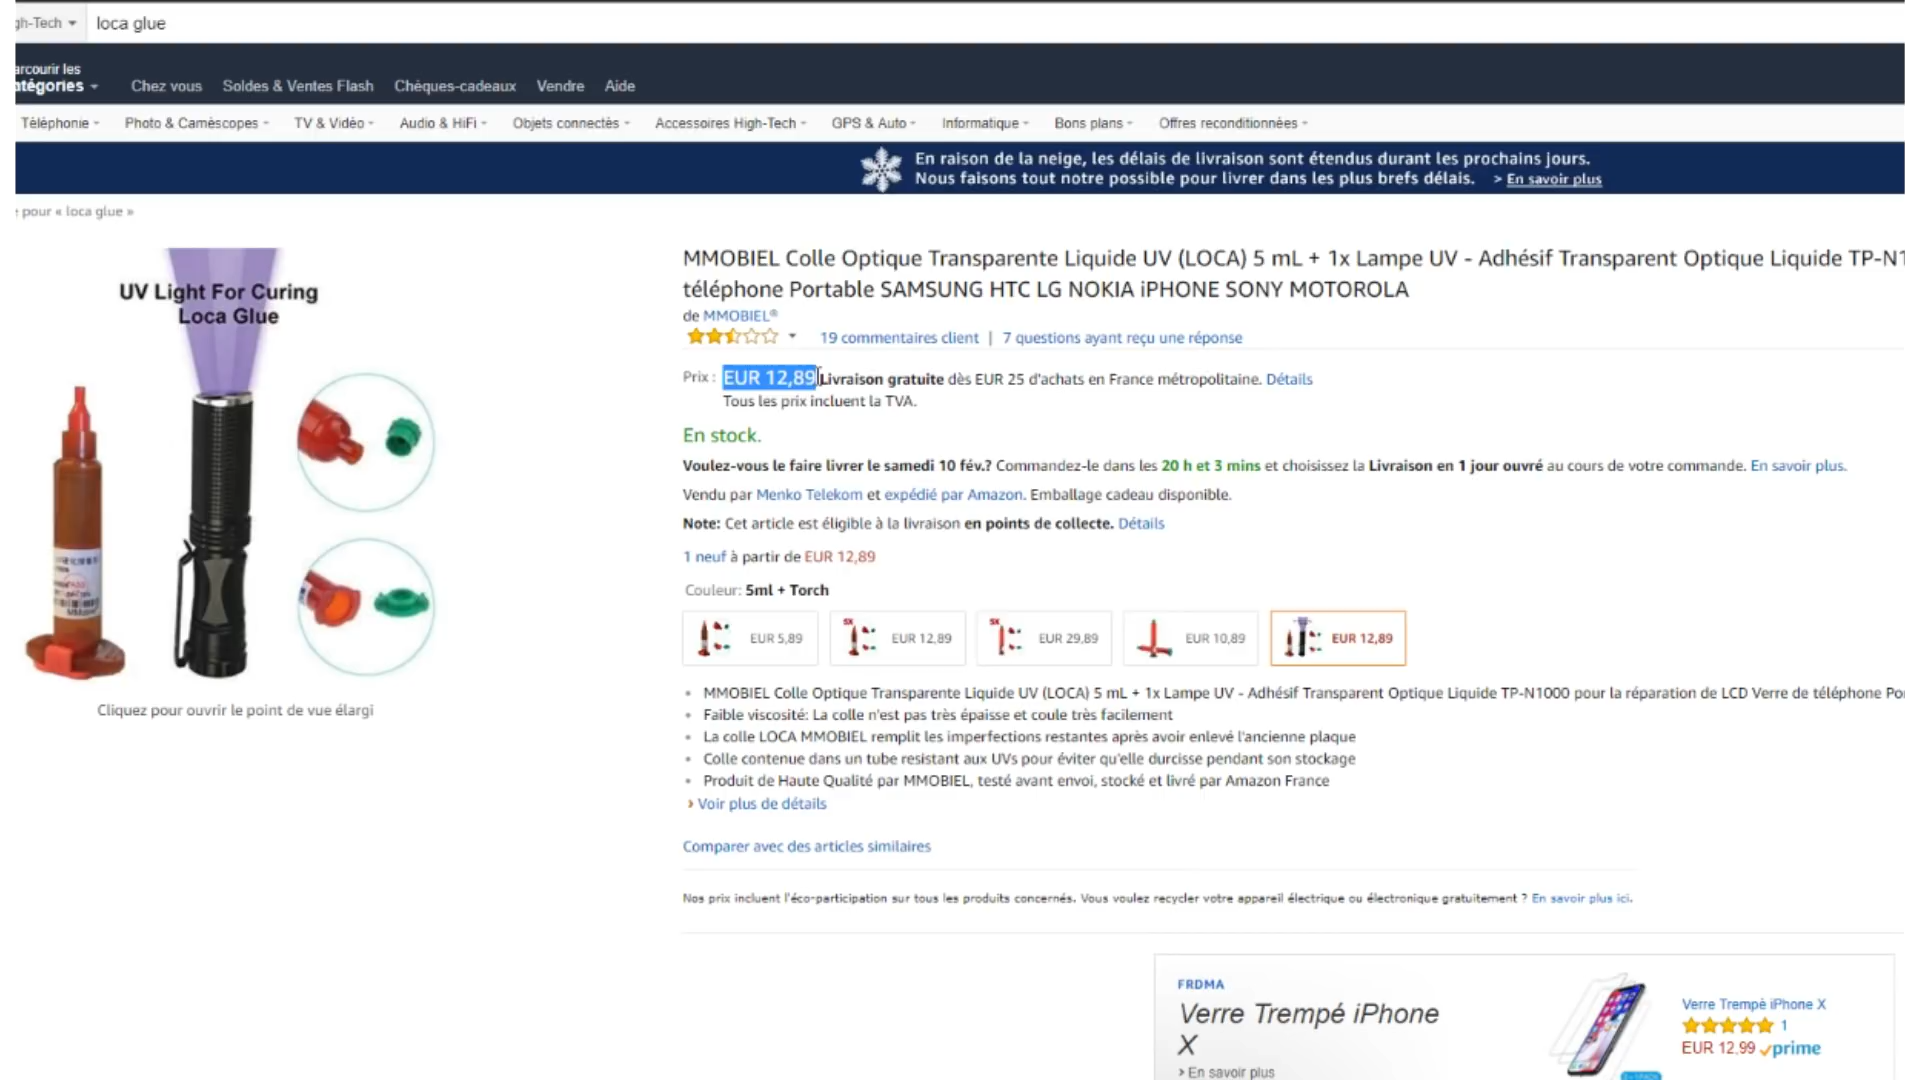 gh-Tech
loca glue
arcourir les
atégories
Chez vous Soldes & Ventes Flash Chèques-cadeaux Vendre Aide
Téléphonie Photo & Caméscopes TV & Vidéo Audio & HiFi Objets connectés Accessoires High-Tech GPS & Auto Informatique Bons plans Offres reconditionnées
En raison de la neige, les délais de livraison sont étendus durant les prochains jours.
Nous faisons tout notre possible pour livrer dans les plus brefs délais. > En savoir plus
pour « loca glue »
UV Light For Curing
Loca Glue
Cliquez pour ouvrir le point de vue élargi
MMOBIEL Colle Optique Transparente Liquide UV (LOCA) 5 mL + 1x Lampe UV - Adhésif Transparent Optique Liquide TP-N1
téléphone Portable SAMSUNG HTC LG NOKIA iPHONE SONY MOTOROLA
de MMOBIEL®
19 commentaires client | 7 questions ayant reçu une réponse
Prix : EUR 12,89 Livraison gratuite dès EUR 25 d'achats en France métropolitaine. Détails
Tous les prix incluent la TVA.
En stock.
Voulez-vous le faire livrer le samedi 10 fév.? Commandez-le dans les 20 h et 3 mins et choisissez la Livraison en 1 jour ouvré au cours de votre commande. En savoir plus.
Vendu par Menko Telekom et expédié par Amazon. Emballage cadeau disponible.
Note: Cet article est éligible à la livraison en points de collecte. Détails
1 neuf à partir de EUR 12,89
Couleur: 5ml + Torch
EUR 5,89 5X EUR 12,89 5X EUR 29,89 EUR 10,89 EUR 12,89
• MMOBIEL Colle Optique Transparente Liquide UV (LOCA) 5 mL + 1x Lampe UV - Adhésif Transparent Optique Liquide TP-N1000 pour la réparation de LCD Verre de téléphone Po
• Faible viscosité: La colle n'est pas très épaisse et coule très facilement
• La colle LOCA MMOBIEL remplit les imperfections restantes après avoir enlevé l'ancienne plaque
• Colle contenue dans un tube resistant aux UVs pour éviter qu'elle durcisse pendant son stockage
• Produit de Haute Qualité par MMOBIEL, testé avant envoi, stocké et livré par Amazon France
› Voir plus de détails
Comparer avec des articles similaires
Nos prix incluent l'éco-participation sur tous les produits concernés. Vous voulez recycler votre appareil électrique ou électronique gratuitement ? En savoir plus ici.
FRDMA
Verre Trempé iPhone
X
› En savoir plus
Verre Trempé iPhone X
1
EUR 12,99 prime